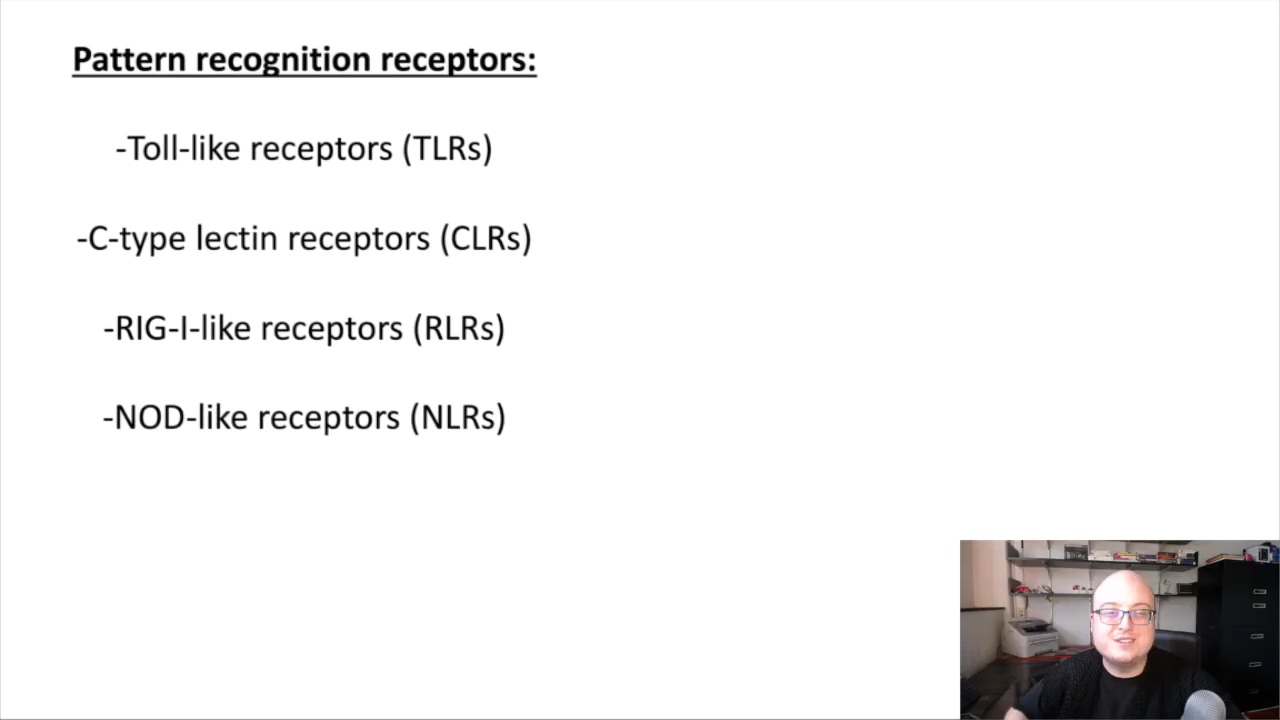 Pattern recognition receptors:
-Toll-like receptors (TLRs)
-C-type lectin receptors (CLRs)
-RIG-I-like receptors (RLRs)
-NOD-like receptors (NLRs)